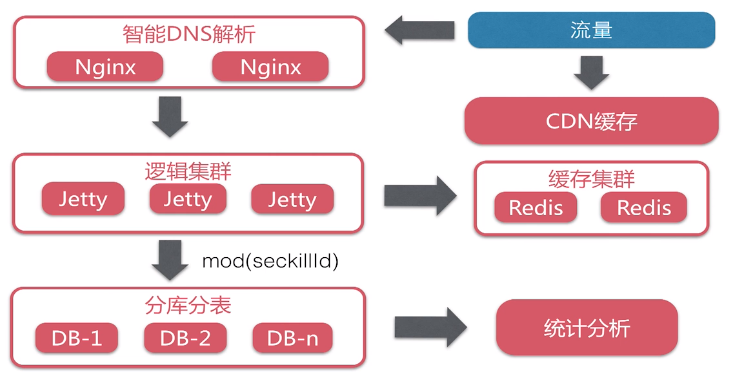 智能DNS解析
流量
Nginx Nginx
CDN缓存
逻辑集群
缓存集群
Jetty Jetty Jetty
Redis Redis
mod(seckillId)
分库分表
DB-1 DB-2 DB-n
统计分析